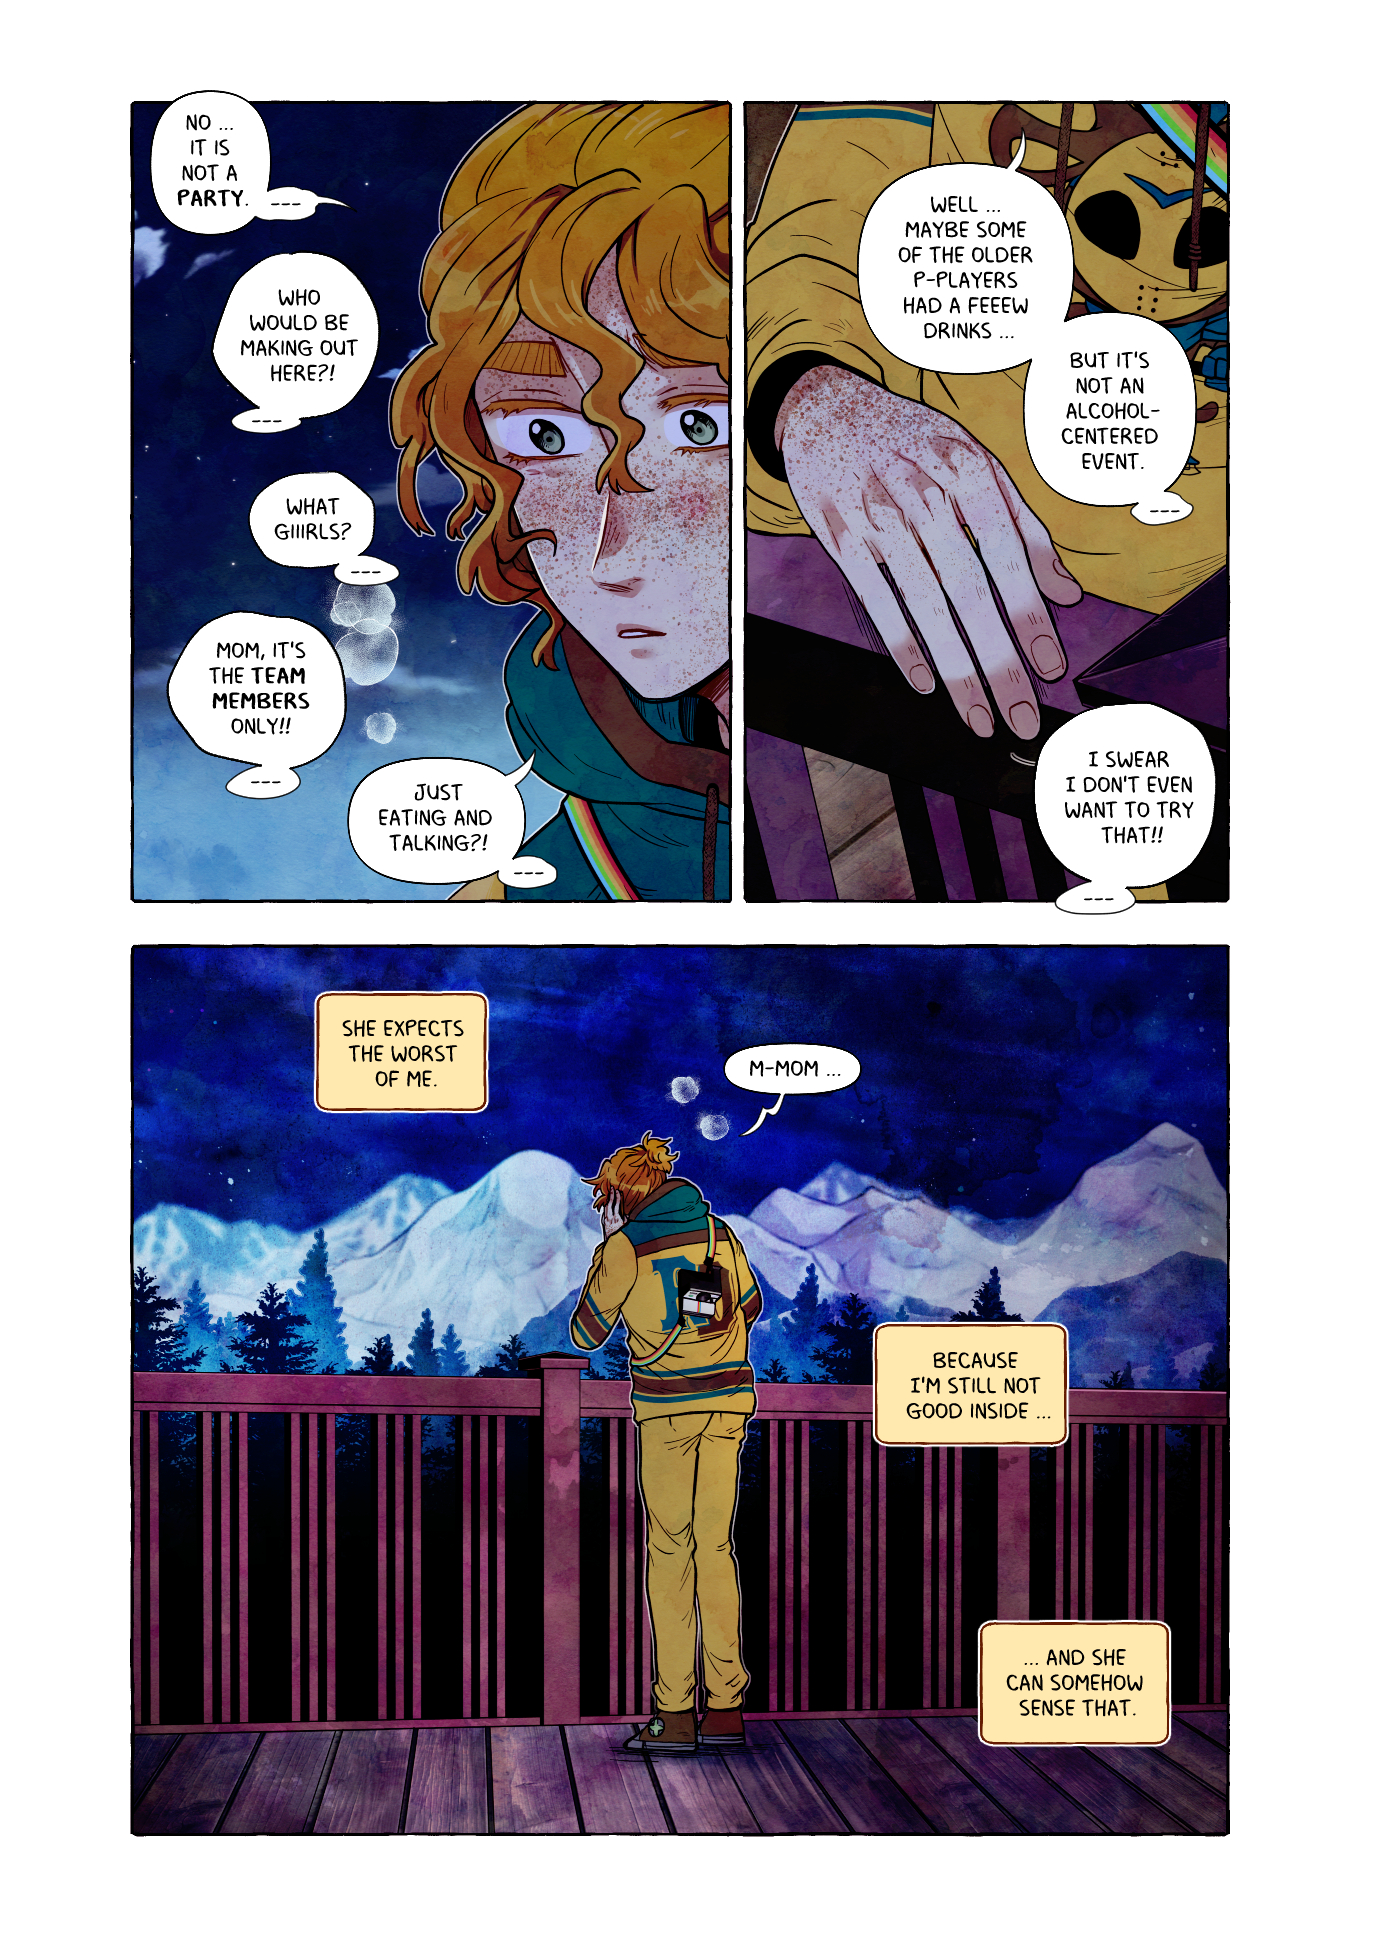 NO ...
IT IS
NOT A
PARTY.
---
WHO
WOULD BE
MAKING OUT
HERE?!
---
WHAT
GIIIRLS?
---
MOM, IT'S
THE TEAM
MEMBERS
ONLY!!
---
JUST
EATING AND
TALKING?!
---
WELL ...
MAYBE SOME
OF THE OLDER
P-PLAYERS
HAD A FEEEW
DRINKS ...
BUT IT'S
NOT AN
ALCOHOL-
CENTERED
EVENT.
---
I SWEAR
I DON'T EVEN
WANT TO TRY
THAT!!
---
SHE EXPECTS
THE WORST
OF ME.
M-MOM ...
BECAUSE
I'M STILL NOT
GOOD INSIDE ...
... AND SHE
CAN SOMEHOW
SENSE THAT.